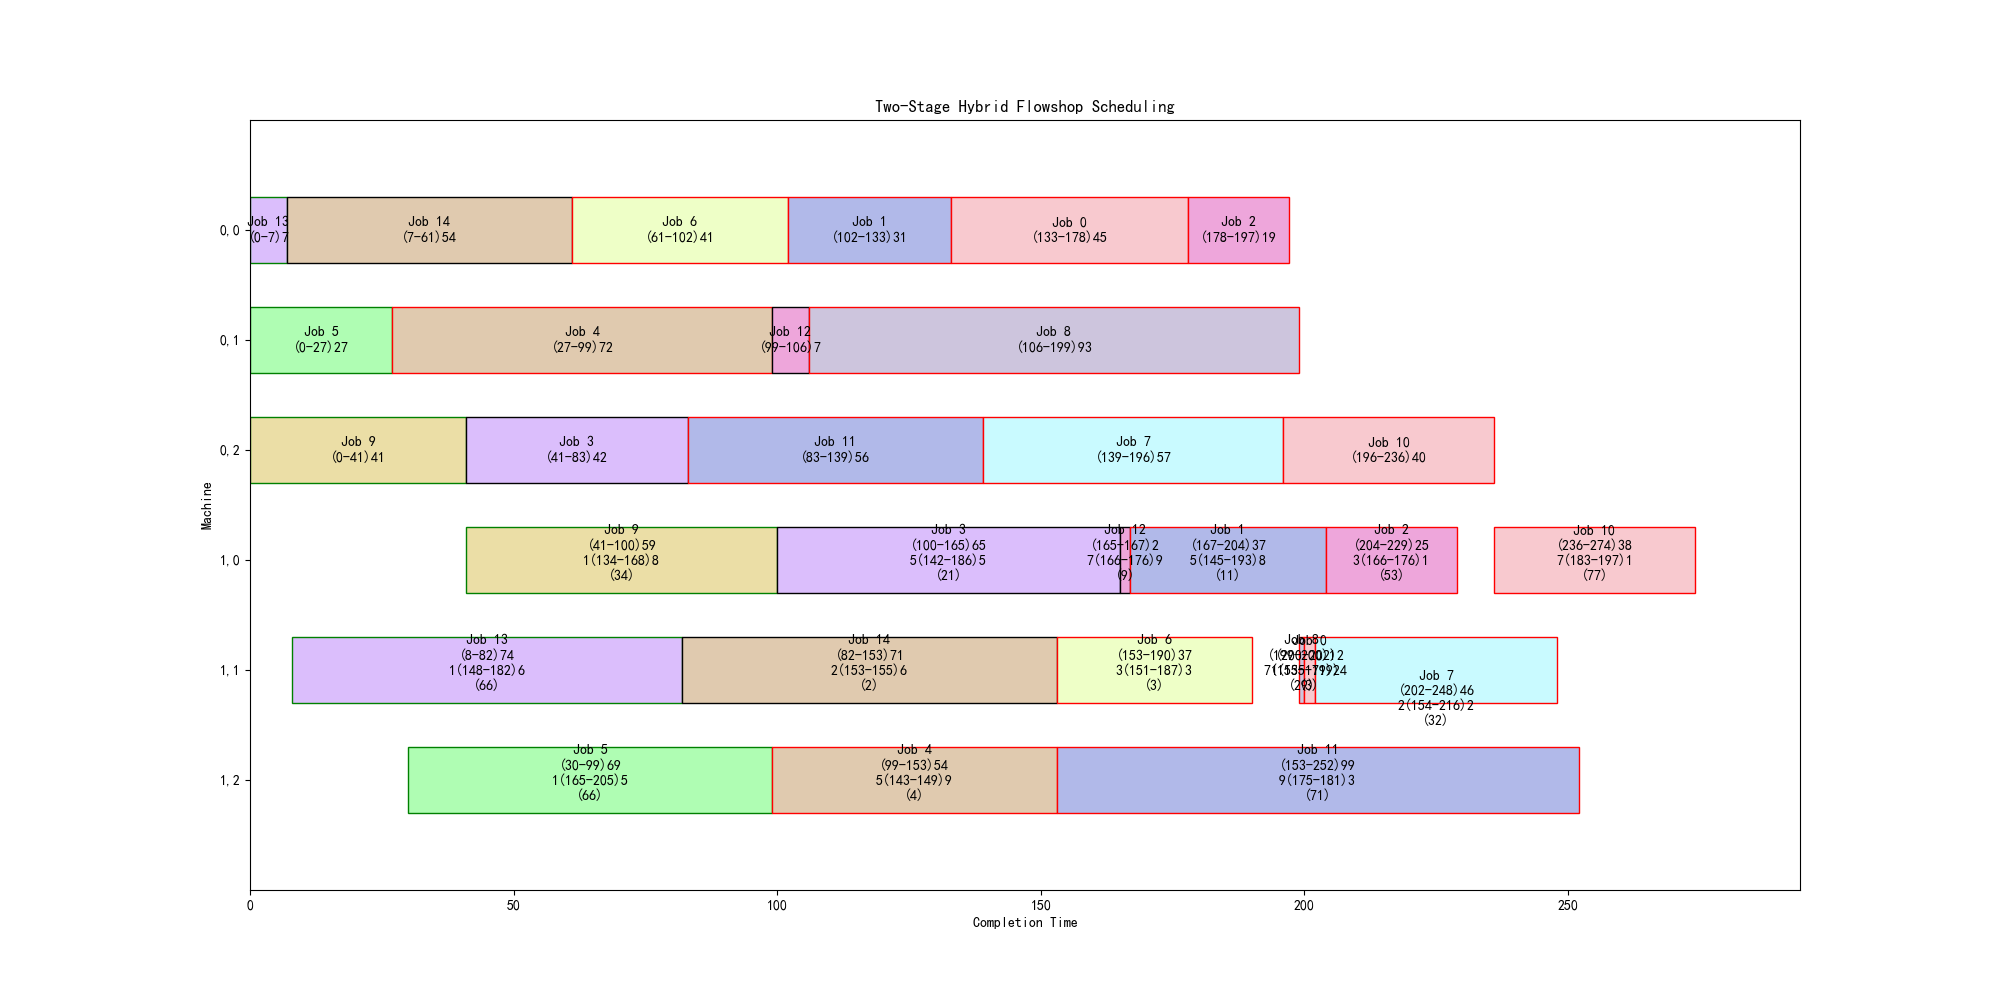 Two-Stage Hybrid Flowshop Scheduling
0,0
Job 13
(0-7)7
Job 14
(7-61)54
Job 6
(61-102)41
Job 1
(102-133)31
Job 0
(133-178)45
Job 2
(178-197)19
0,1
Job 5
(0-27)27
Job 4
(27-99)72
Job 12
(99-106)7
Job 8
(106-199)93
0,2
Job 9
(0-41)41
Job 3
(41-83)42
Job 11
(83-139)56
Job 7
(139-196)57
Job 10
(196-236)40
Machine
1,0
Job 9
(41-100)59
1(134-168)8
(34)
Job 3
(100-165)65
5(142-186)5
(21)
Job 12
(165-167)2
7(166-176)9
(9)
Job 1
(167-204)37
5(145-193)8
(11)
Job 2
(204-229)25
3(166-176)1
(53)
Job 10
(236-274)38
7(183-197)1
(77)
1,1
Job 13
(8-82)74
1(148-182)6
(66)
Job 14
(82-153)71
2(153-155)6
(2)
Job 6
(153-190)37
3(151-187)3
(3)
Job 7
(202-248)46
2(154-216)2
(32)
1,2
Job 5
(30-99)69
1(165-205)5
(66)
Job 4
(99-153)54
5(143-149)9
(4)
Job 11
(153-252)99
9(175-181)3
(71)
0
50
100
150
200
250
Completion Time